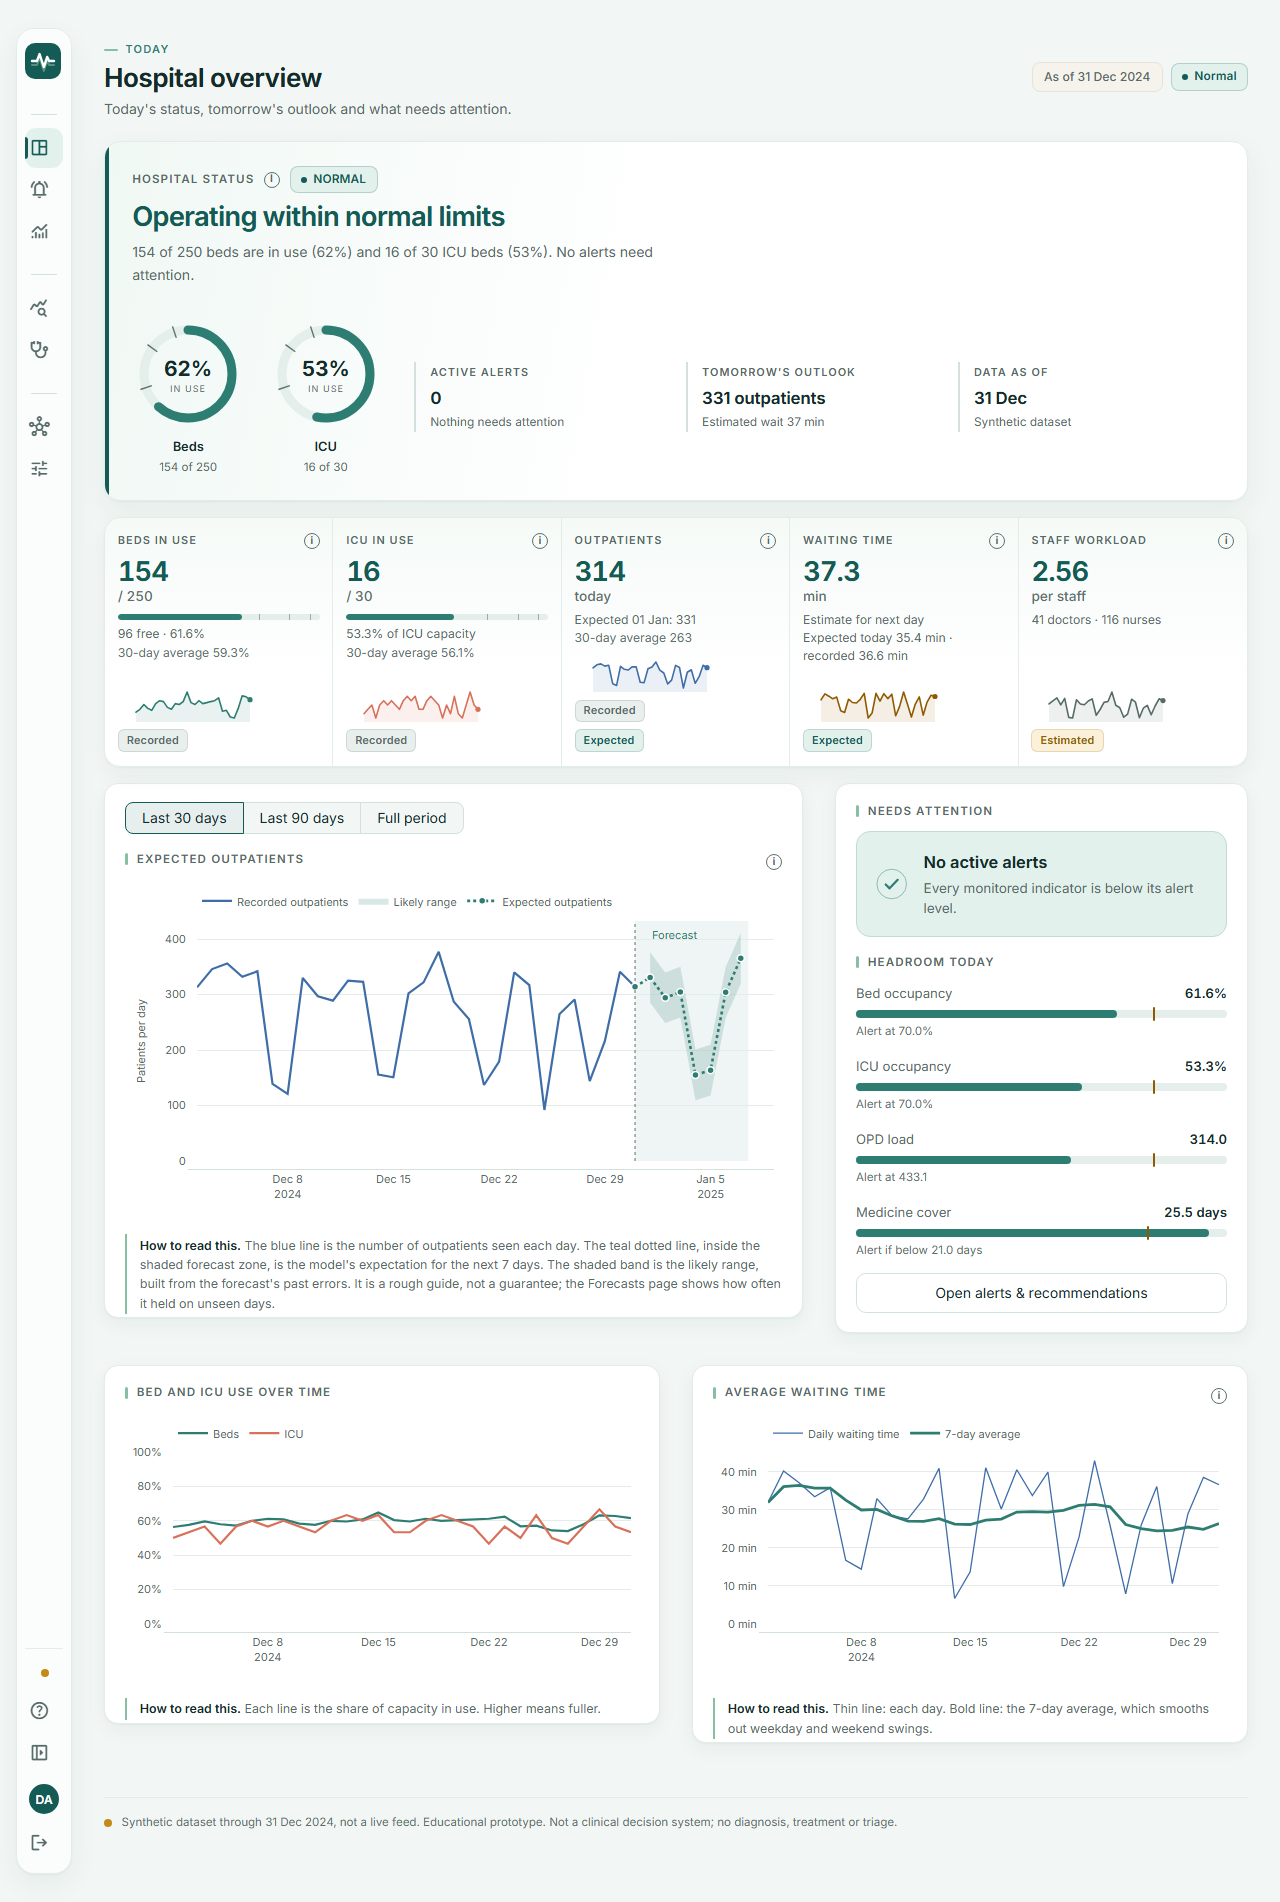 TODAY
Hospital overview
Today's status, tomorrow's outlook and what needs attention.
As of 31 Dec 2024
Normal
HOSPITAL STATUS
NORMAL
Operating within normal limits
154 of 250 beds are in use (62%) and 16 of 30 ICU beds (53%). No alerts need
attention.
62%
IN USE
Beds
154 of 250
53%
IN USE
ICU
16 of 30
ACTIVE ALERTS
0
Nothing needs attention
TOMORROW'S OUTLOOK
331 outpatients
Estimated wait 37 min
DATA AS OF
31 Dec
Synthetic dataset
BEDS IN USE
154
/ 250
96 free · 61.6%
30-day average 59.3%
Recorded
ICU IN USE
16
/ 30
53.3% of ICU capacity
30-day average 56.1%
Recorded
OUTPATIENTS
314
today
Expected 01 Jan: 331
30-day average 263
Recorded
Expected
WAITING TIME
37.3
min
Estimate for next day
Expected today 35.4 min ·
recorded 36.6 min
Expected
STAFF WORKLOAD
2.56
per staff
41 doctors · 116 nurses
Estimated
Last 30 days
Last 90 days
Full period
EXPECTED OUTPATIENTS
Recorded outpatients
Likely range
Expected outpatients
Forecast
Patients per day
400
300
200
100
0
Dec 8
2024
Dec 15
Dec 22
Dec 29
Jan 5
2025
How to read this. The blue line is the number of outpatients seen each day. The teal dotted line, inside the
shaded forecast zone, is the model's expectation for the next 7 days. The shaded band is the likely range,
built from the forecast's past errors. It is a rough guide, not a guarantee; the Forecasts page shows how often
it held on unseen days.
NEEDS ATTENTION
No active alerts
Every monitored indicator is below its alert
level.
HEADROOM TODAY
Bed occupancy
61.6%
Alert at 70.0%
ICU occupancy
53.3%
Alert at 70.0%
OPD load
314.0
Alert at 433.1
Medicine cover
25.5 days
Alert if below 21.0 days
Open alerts & recommendations
BED AND ICU USE OVER TIME
Beds
ICU
100%
80%
60%
40%
20%
0%
Dec 8
2024
Dec 15
Dec 22
Dec 29
How to read this. Each line is the share of capacity in use. Higher means fuller.
AVERAGE WAITING TIME
Daily waiting time
7-day average
40 min
30 min
20 min
10 min
0 min
Dec 8
2024
Dec 15
Dec 22
Dec 29
How to read this. Thin line: each day. Bold line: the 7-day average, which smooths
out weekday and weekend swings.
DA
Synthetic dataset through 31 Dec 2024, not a live feed. Educational prototype. Not a clinical decision system; no diagnosis, treatment or triage.